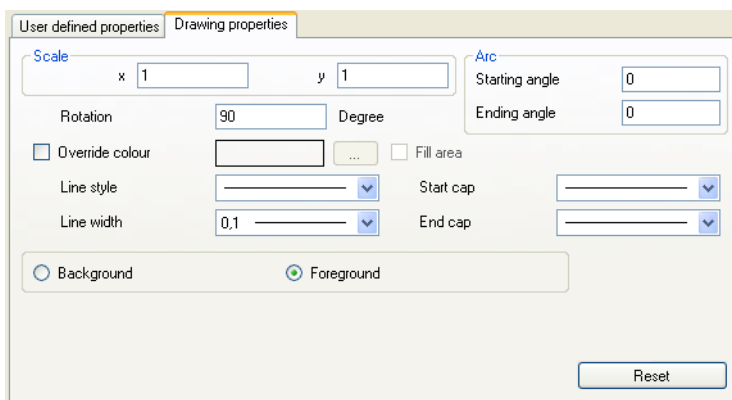 User defined properties Drawing properties
Scale Arc
x 1 y 1 Starting angle 0
Rotation 90 Degree Ending angle 0
Override colour ... Fill area
Line style Start cap
Line width 0,1 End cap
Background Foreground
Reset